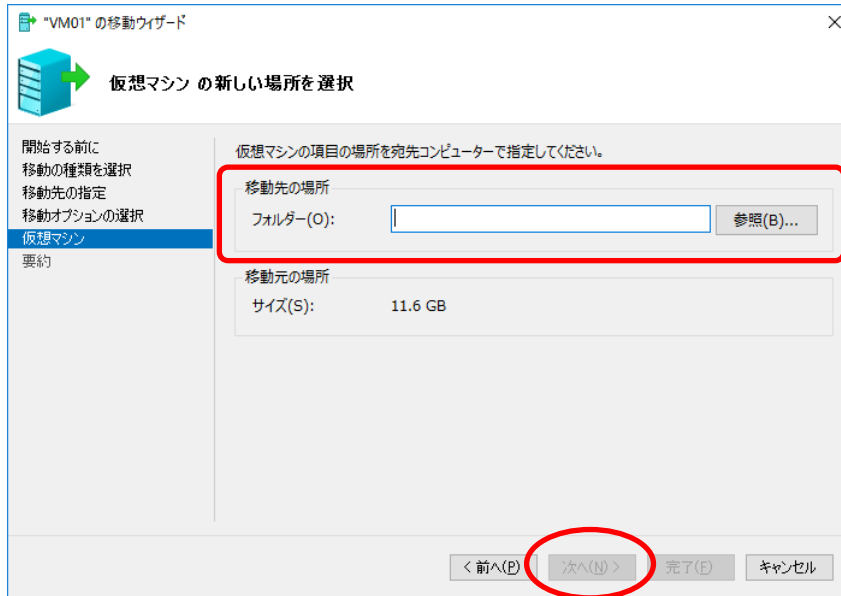 "VM01" の移動ウィザード
仮想マシン の新しい場所を選択
開始する前に
移動の種類を選択
移動先の指定
移動オプションの選択
仮想マシン
要約
仮想マシンの項目の場所を宛先コンピューターで指定してください。
移動先の場所
フォルダー(O): 参照(B)...
移動元の場所
サイズ(S): 11.6 GB
< 前へ(P) 次へ(N) > 完了(F) キャンセル